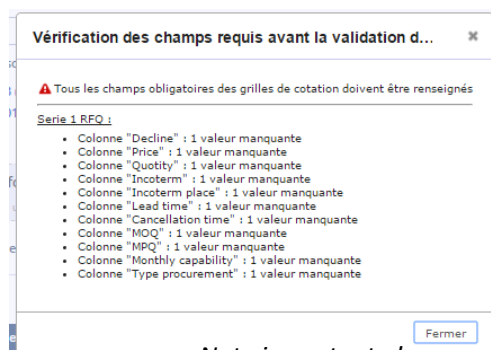 Vérification des champs requis avant la validation d... ×
Tous les champs obligatoires des grilles de cotation doivent être renseignés
Serie 1 RFQ :
• Colonne "Decline" : 1 valeur manquante
• Colonne "Price" : 1 valeur manquante
• Colonne "Quotity" : 1 valeur manquante
• Colonne "Incoterm" : 1 valeur manquante
• Colonne "Incoterm place" : 1 valeur manquante
• Colonne "Lead time" : 1 valeur manquante
• Colonne "Cancellation time" : 1 valeur manquante
• Colonne "MOQ" : 1 valeur manquante
• Colonne "MPQ" : 1 valeur manquante
• Colonne "Monthly capability" : 1 valeur manquante
• Colonne "Type procurement" : 1 valeur manquante
Fermer